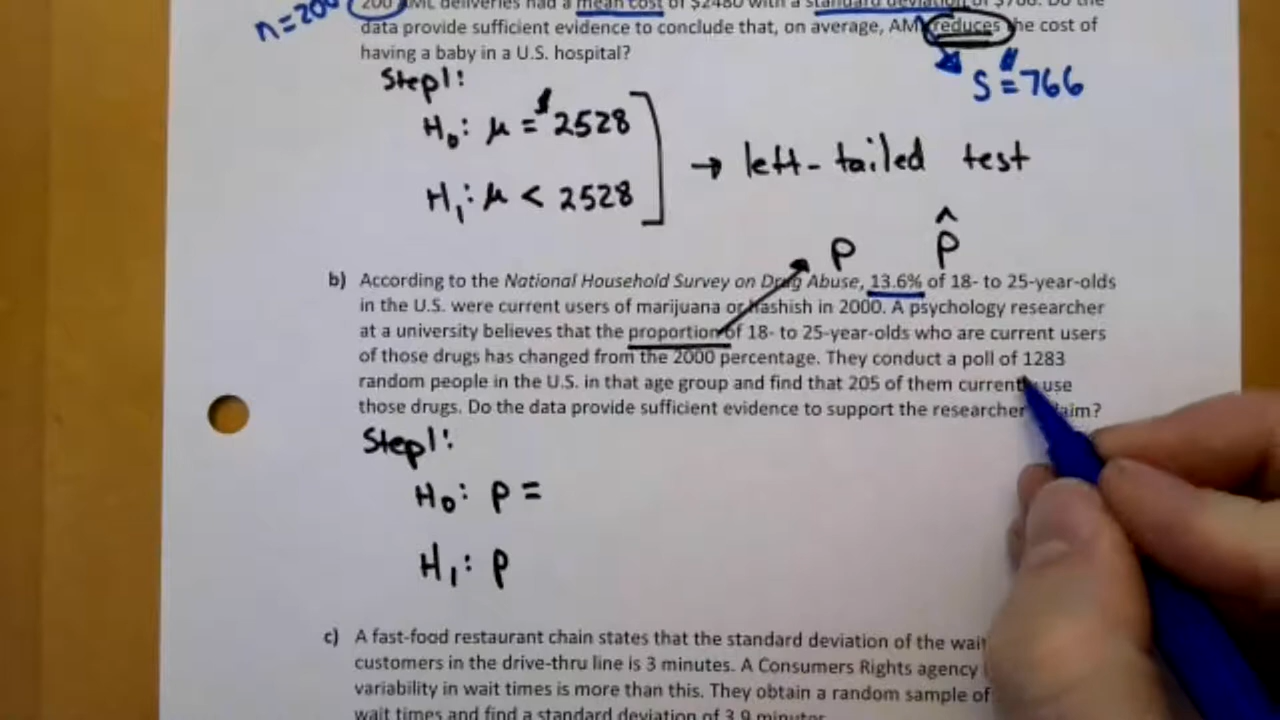 n=200
200 AML deliveries had a mean cost of $2480 with a standard deviation of $766. Do the
data provide sufficient evidence to conclude that, on average, AM reduces the cost of
having a baby in a U.S. hospital?
S = $766
Step 1:
H₀: μ = $2528
H₁: μ < 2528
→ left-tailed test
p p̂
b) According to the National Household Survey on Drug Abuse, 13.6% of 18- to 25-year-olds
in the U.S. were current users of marijuana or hashish in 2000. A psychology researcher
at a university believes that the proportion of 18- to 25-year-olds who are current users
of those drugs has changed from the 2000 percentage. They conduct a poll of 1283
random people in the U.S. in that age group and find that 205 of them currently use
those drugs. Do the data provide sufficient evidence to support the researcher claim?
Step 1:
H₀: p =
H₁: p
c) A fast-food restaurant chain states that the standard deviation of the wait
customers in the drive-thru line is 3 minutes. A Consumers Rights agency
variability in wait times is more than this. They obtain a random sample of
wait times and find a standard deviation of 3.9 minutes